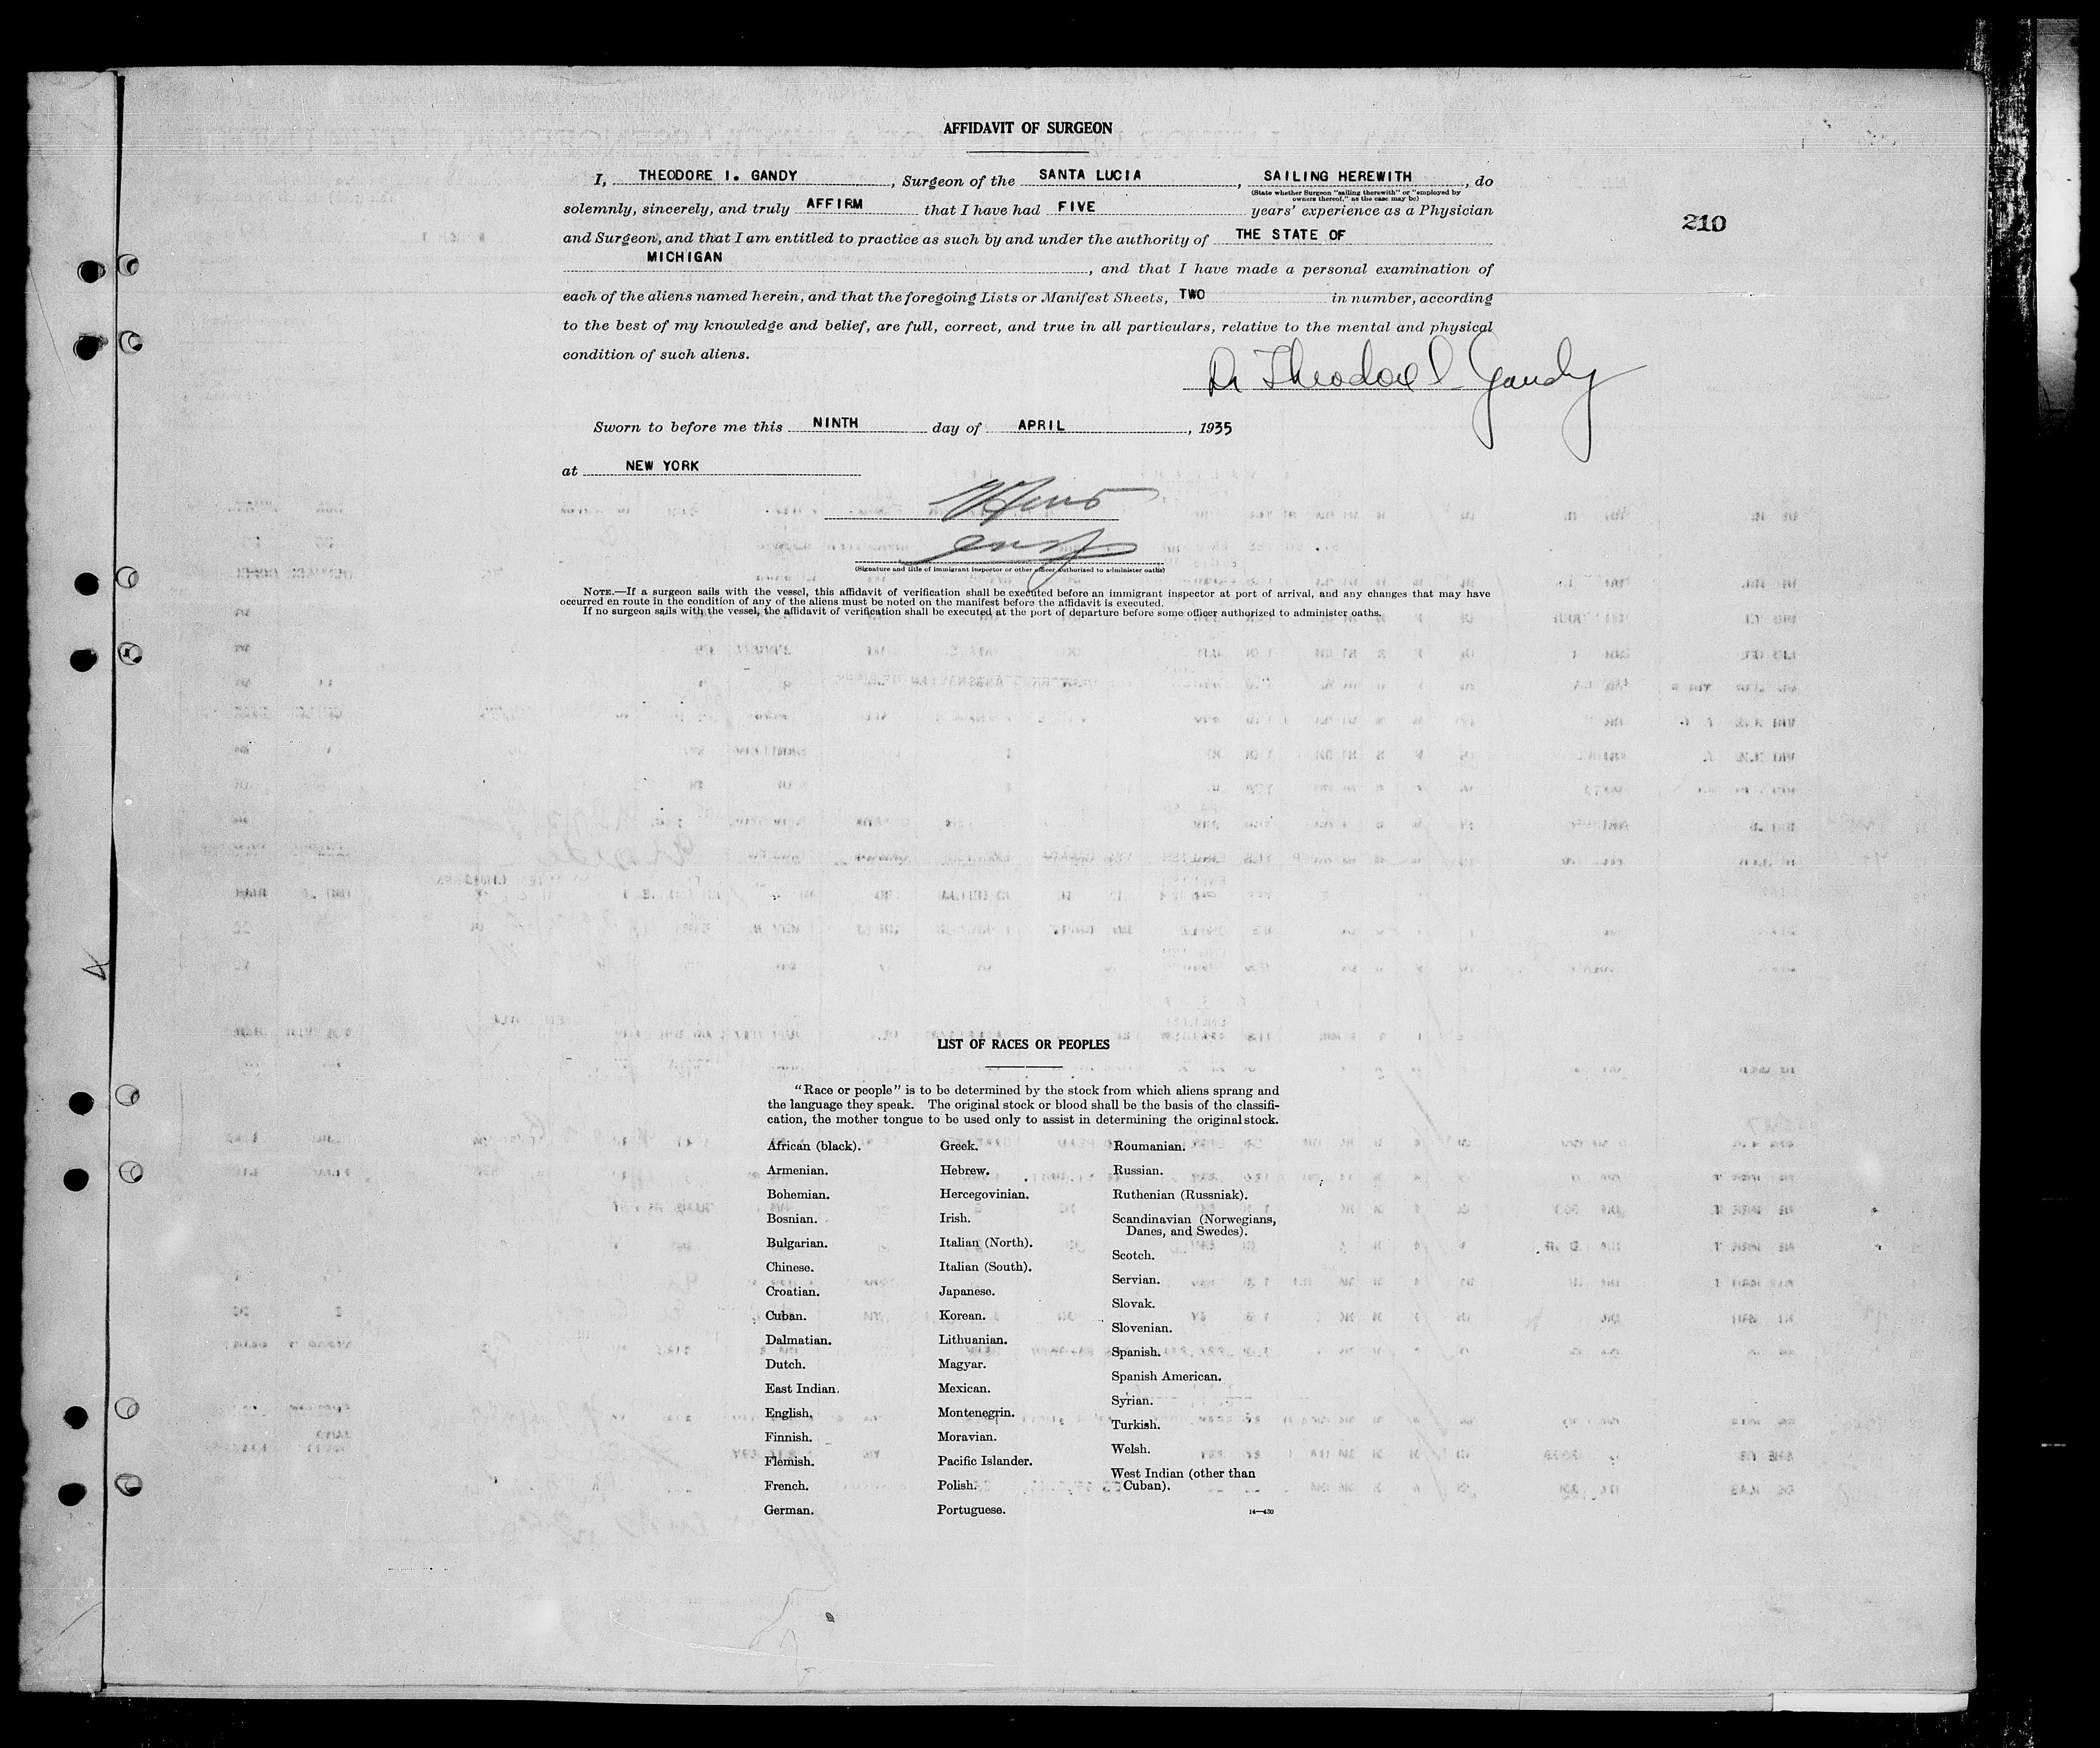 AFFIDAVIT OF SURGEON
I, THEODORE I. GANDY, Surgeon of the SANTA LUCIA, SAILING HEREWITH, do
(State whether Surgeon "sailing therewith" or "employed by
owners thereof," as the case may be)
solemnly, sincerely, and truly AFFIRM that I have had FIVE years' experience as a Physician
210
and Surgeon, and that I am entitled to practice as such by and under the authority of THE STATE OF
MICHIGAN, and that I have made a personal examination of
each of the aliens named herein, and that the foregoing Lists or Manifest Sheets, TWO in number, according
to the best of my knowledge and belief, are full, correct, and true in all particulars, relative to the mental and physical
condition of such aliens.
Dr Theodore I. Gandy
Sworn to before me this NINTH day of APRIL, 1935
at NEW YORK
(Signature and title of immigrant inspector or other officer authorized to administer oaths)
NOTE.—If a surgeon sails with the vessel, this affidavit of verification shall be executed before an immigrant inspector at port of arrival, and any changes that may have
occurred en route in the condition of any of the aliens must be noted on the manifest before the affidavit is executed.
If no surgeon sails with the vessel, the affidavit of verification shall be executed at the port of departure before some officer authorized to administer oaths.
LIST OF RACES OR PEOPLES
"Race or people" is to be determined by the stock from which aliens sprang and
the language they speak. The original stock or blood shall be the basis of the classifi-
cation, the mother tongue to be used only to assist in determining the original stock.
African (black).
Armenian.
Bohemian.
Bosnian.
Bulgarian.
Chinese.
Croatian.
Cuban.
Dalmatian.
Dutch.
East Indian.
English.
Finnish.
Flemish.
French.
German.
Greek.
Hebrew.
Hercegovinian.
Irish.
Italian (North).
Italian (South).
Japanese.
Korean.
Lithuanian.
Magyar.
Mexican.
Montenegrin.
Moravian.
Pacific Islander.
Polish.
Portuguese.
Roumanian.
Russian.
Ruthenian (Russniak).
Scandinavian (Norwegians,
Danes, and Swedes).
Scotch.
Servian.
Slovak.
Slovenian.
Spanish.
Spanish American.
Syrian.
Turkish.
Welsh.
West Indian (other than
Cuban).
14—430